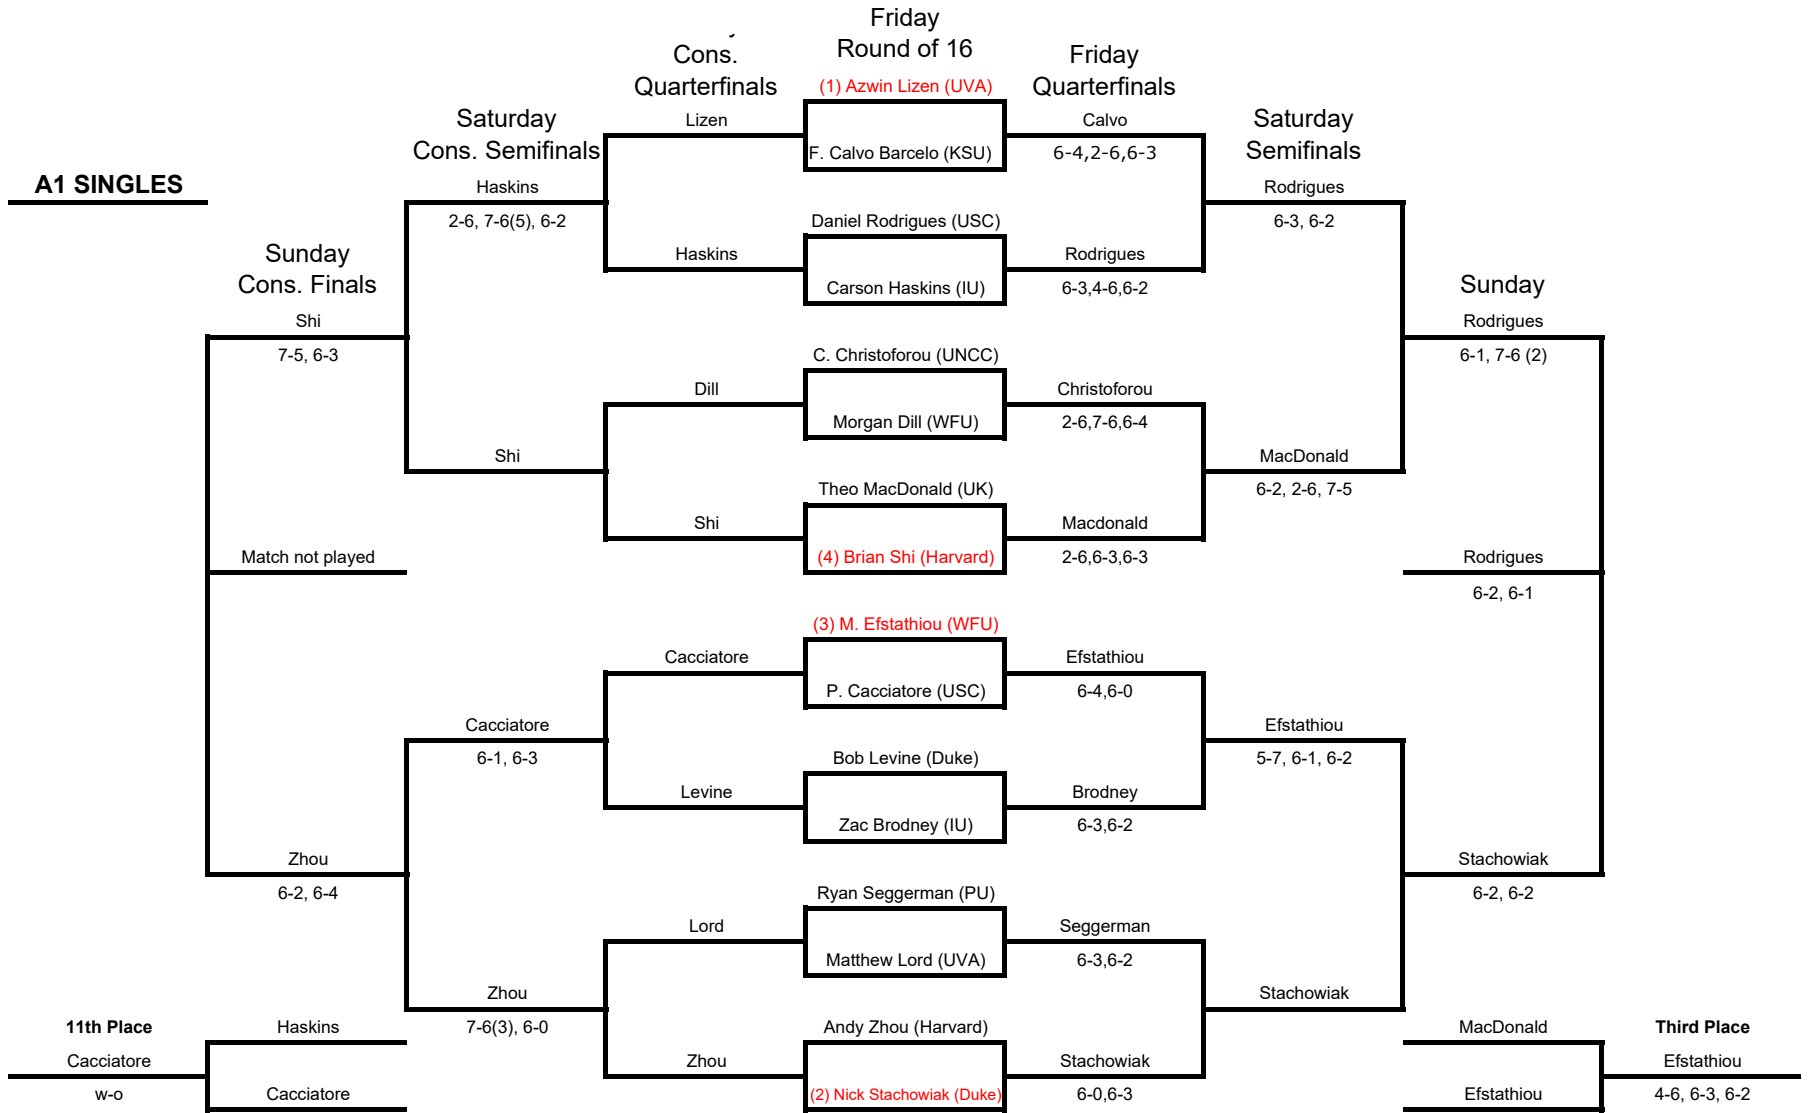 Friday
Round of 16
Cons.
Quarterfinals
Friday
Quarterfinals
(1) Azwin Lizen (UVA)
Saturday
Cons. Semifinals
Lizen
Calvo
Saturday
Semifinals
F. Calvo Barcelo (KSU)
6-4,2-6,6-3
A1 SINGLES
Haskins
Rodrigues
2-6, 7-6(5), 6-2
Daniel Rodrigues (USC)
6-3, 6-2
Sunday
Cons. Finals
Haskins
Rodrigues
Carson Haskins (IU)
6-3,4-6,6-2
Sunday
Shi
Rodrigues
7-5, 6-3
C. Christoforou (UNCC)
6-1, 7-6 (2)
Dill
Christoforou
Morgan Dill (WFU)
2-6,7-6,6-4
Shi
MacDonald
Theo MacDonald (UK)
6-2, 2-6, 7-5
Shi
Macdonald
Match not played
(4) Brian Shi (Harvard)
2-6,6-3,6-3
Rodrigues
6-2, 6-1
(3) M. Efstathiou (WFU)
Cacciatore
Efstathiou
P. Cacciatore (USC)
6-4,6-0
Cacciatore
Efstathiou
6-1, 6-3
Bob Levine (Duke)
5-7, 6-1, 6-2
Levine
Brodney
Zac Brodney (IU)
6-3,6-2
Zhou
Stachowiak
6-2, 6-4
Ryan Seggerman (PU)
6-2, 6-2
Lord
Seggerman
Matthew Lord (UVA)
6-3,6-2
Zhou
Stachowiak
11th Place
Haskins
7-6(3), 6-0
Andy Zhou (Harvard)
MacDonald
Third Place
Cacciatore
Zhou
Stachowiak
Efstathiou
w-o
Cacciatore
(2) Nick Stachowiak (Duke)
6-0,6-3
Efstathiou
4-6, 6-3, 6-2